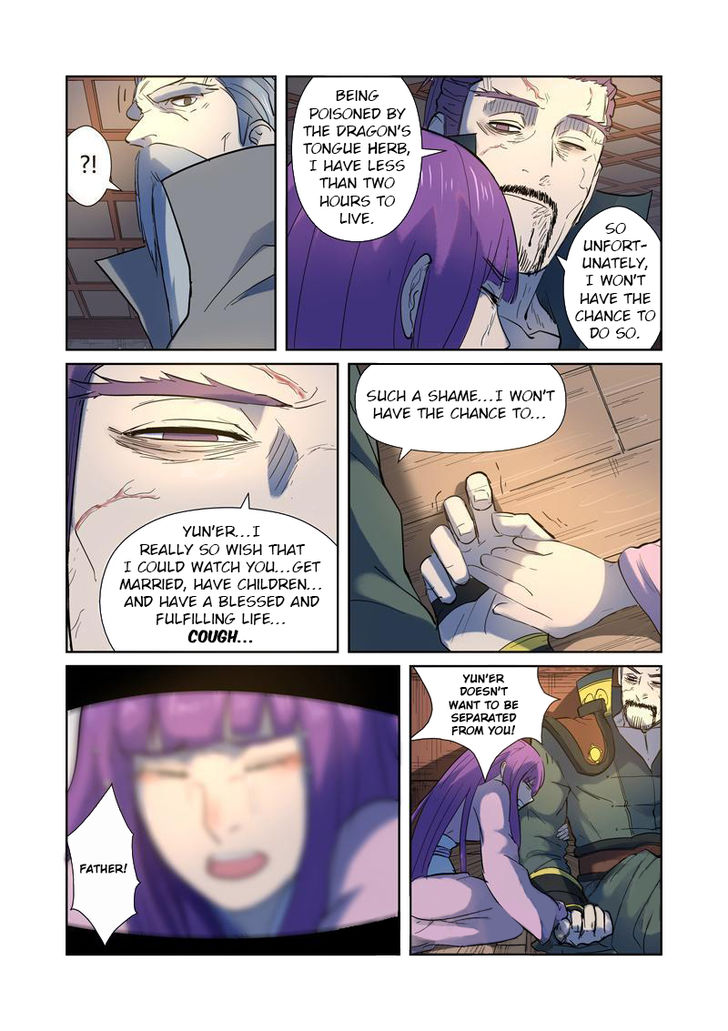 ?!
BEING
POISONED BY
THE DRAGON'S
TONGUE HERB,
I HAVE LESS
THAN TWO
HOURS TO
LIVE.
SO
UNFORT-
UNATELY,
I WON'T
HAVE THE
CHANCE TO
DO SO.
YUN'ER...I
REALLY SO WISH THAT
I COULD WATCH YOU...GET
MARRIED, HAVE CHILDREN...
AND HAVE A BLESSED AND
FULFILLING LIFE...
COUGH...
SUCH A SHAME...I WON'T
HAVE THE CHANCE TO...
FATHER!
YUN'ER
DOESN'T
WANT TO BE
SEPARATED
FROM YOU!